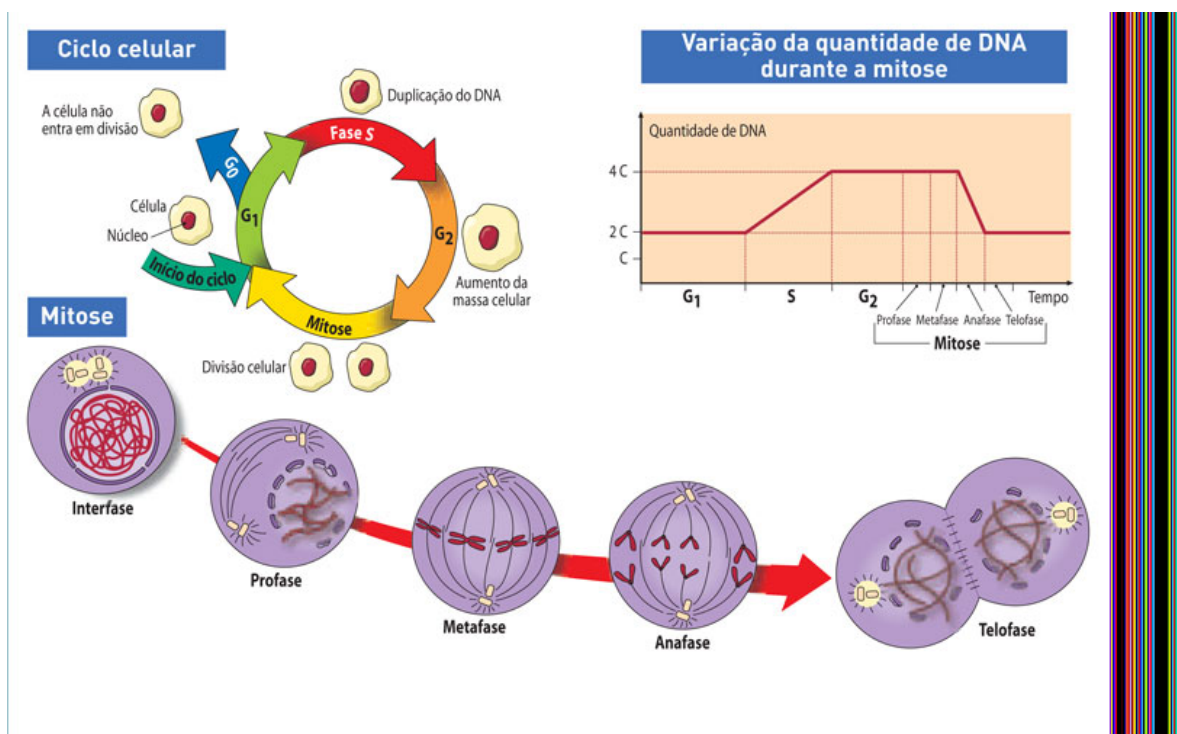 Ciclo celular
A célula não
entra em divisão
Duplicação do DNA
Fase S
G0
G1
G2
Célula
Núcleo
Início do ciclo
Aumento da
massa celular
Mitose
Divisão celular
Variação da quantidade de DNA
durante a mitose
Quantidade de DNA
4C
2C
C
G1 S G2 Tempo
Profase Metafase Anafase Telofase
Mitose
Mitose
Interfase
Profase
Metafase
Anafase
Telofase